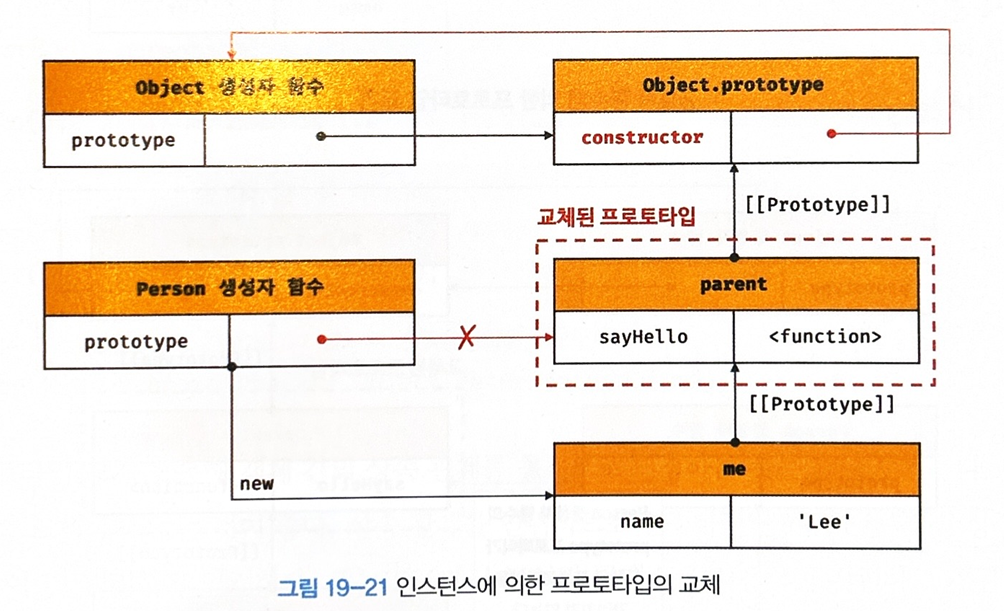 Object 생성자 함수
prototype
Object.prototype
constructor
[[Prototype]]
교체된 프로토타입
Person 생성자 함수
prototype
parent
sayHello
<function>
[[Prototype]]
new
me
name
'Lee'
그림 19-21 인스턴스에 의한 프로토타입의 교체